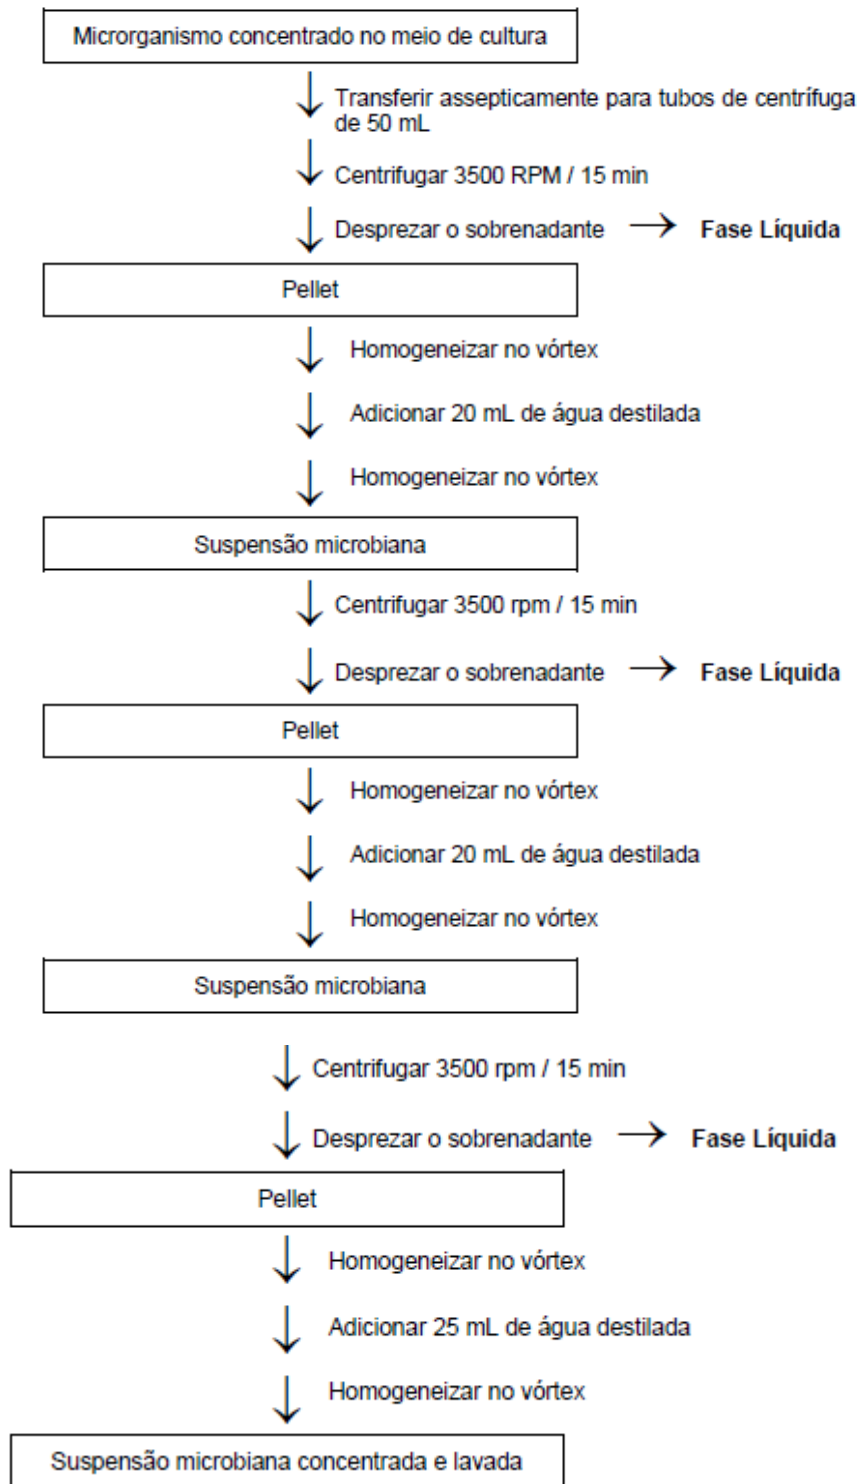 Microrganismo concentrado no meio de cultura
Transferir assepticamente para tubos de centrífuga
de 50 mL
Centrifugar 3500 RPM / 15 min
Desprezar o sobrenadante → Fase Líquida
Pellet
Homogeneizar no vórtex
Adicionar 20 mL de água destilada
Homogeneizar no vórtex
Suspensão microbiana
Centrifugar 3500 rpm / 15 min
Desprezar o sobrenadante → Fase Líquida
Pellet
Homogeneizar no vórtex
Adicionar 20 mL de água destilada
Homogeneizar no vórtex
Suspensão microbiana
Centrifugar 3500 rpm / 15 min
Desprezar o sobrenadante → Fase Líquida
Pellet
Homogeneizar no vórtex
Adicionar 25 mL de água destilada
Homogeneizar no vórtex
Suspensão microbiana concentrada e lavada